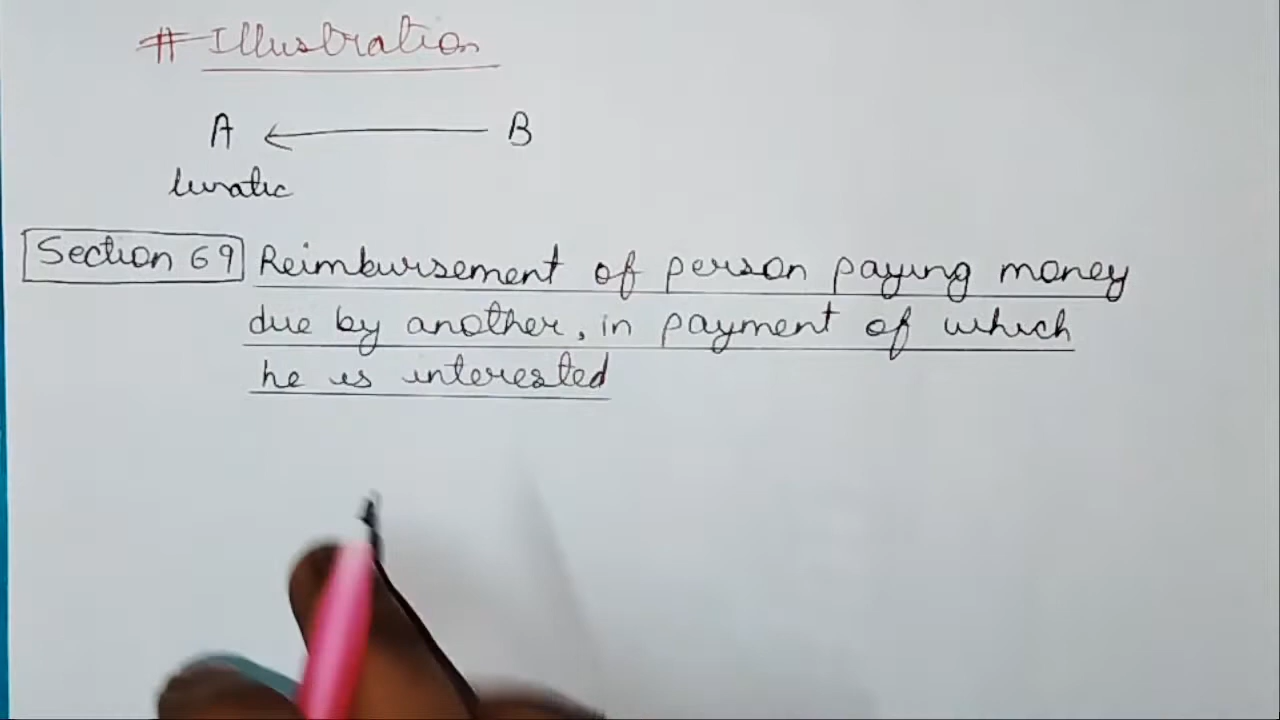 # Illustration
A ← B
lunatic
Section 69 Reimbursement of person paying money
due by another, in payment of which
he is interested